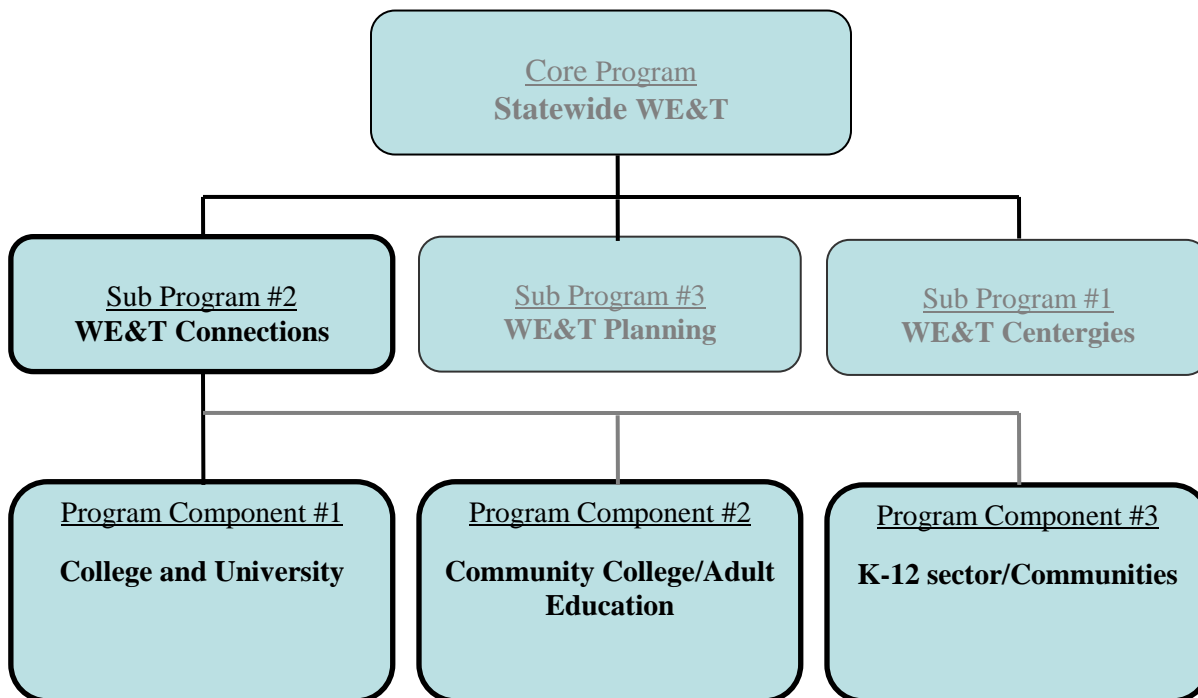 Core Program
Statewide WE&T
Sub Program #2
WE&T Connections
Sub Program #3
WE&T Planning
Sub Program #1
WE&T Centergies
Program Component #1
College and University
Program Component #2
Community College/Adult
Education
Program Component #3
K-12 sector/Communities